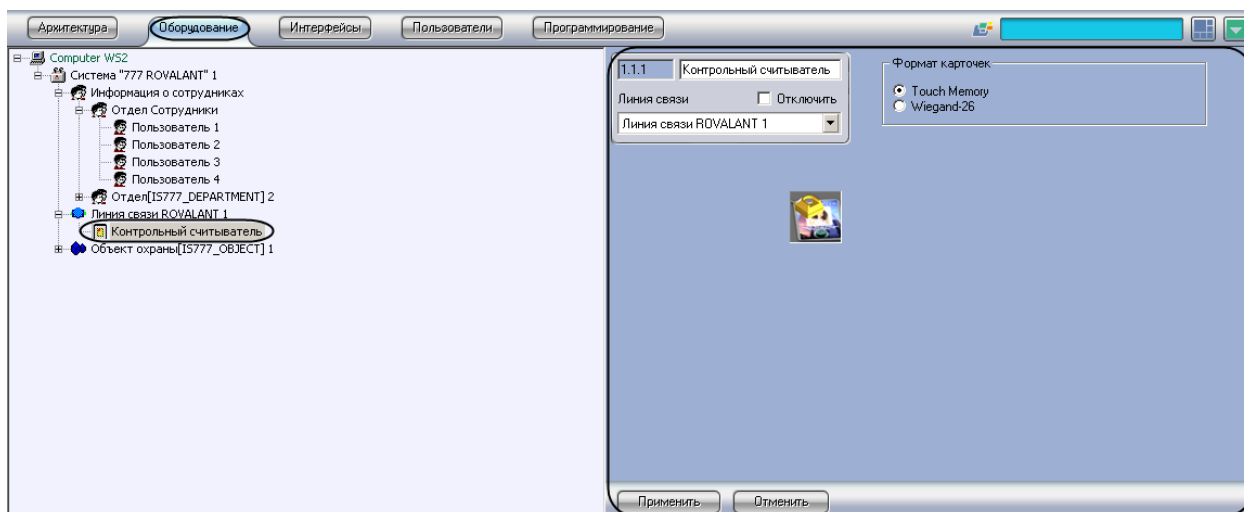 Архитектура Оборудование Интерфейсы Пользователи Программирование
Computer WS2
Система "777 ROVALANT" 1
Информация о сотрудниках
Отдел Сотрудники
Пользователь 1
Пользователь 2
Пользователь 3
Пользователь 4
Отдел[IS777_DEPARTMENT] 2
Линия связи ROVALANT 1
Контрольный считыватель
Объект охраны[IS777_OBJECT] 1
1.1.1 Контрольный считыватель
Линия связи Отключить
Линия связи ROVALANT 1
Формат карточек
Touch Memory
Wiegand-26
Применить Отменить